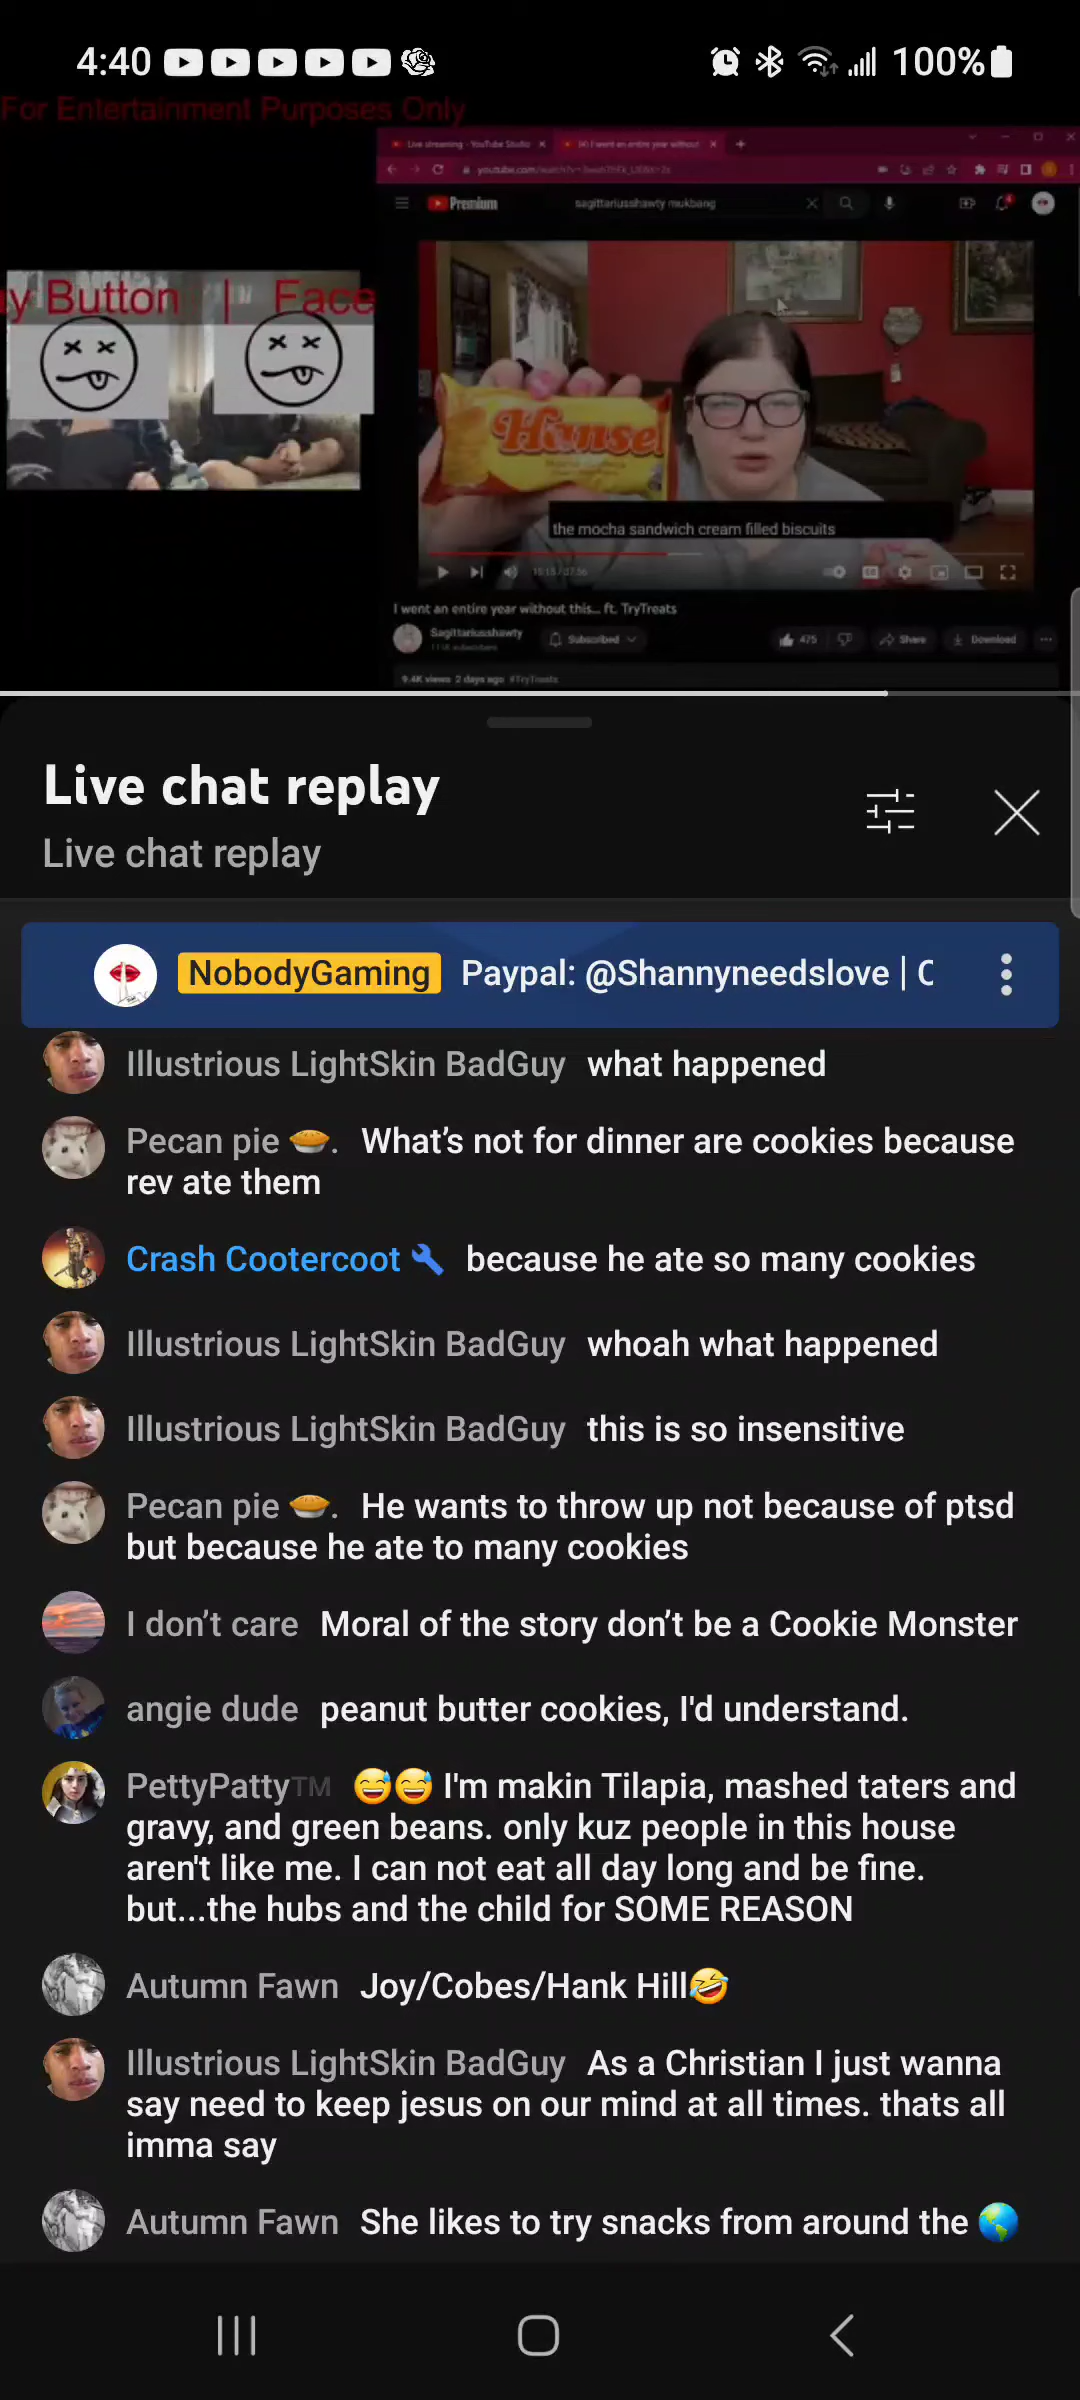 4:40
100%
For Entertainment Purposes Only
Live streaming - YouTube Studio
I went an entire year without
Premium
sagittariusshawty mukbang
y Button | Face
Hansel
the mocha sandwich cream filled biscuits
I went an entire year without this... ft. TryTreats
Sagittariusshawty
Subscribed
475
Share
Download
9.4K views 2 days ago #TryTreats
Live chat replay
Live chat replay
NobodyGaming Paypal: @Shannyneedslove | C
Illustrious LightSkin BadGuy what happened
Pecan pie 🥧. What’s not for dinner are cookies because
rev ate them
Crash Cootercoot 🔧 because he ate so many cookies
Illustrious LightSkin BadGuy whoah what happened
Illustrious LightSkin BadGuy this is so insensitive
Pecan pie 🥧. He wants to throw up not because of ptsd
but because he ate to many cookies
I don’t care Moral of the story don’t be a Cookie Monster
angie dude peanut butter cookies, I'd understand.
PettyPatty™ 😅😅 I'm makin Tilapia, mashed taters and
gravy, and green beans. only kuz people in this house
aren't like me. I can not eat all day long and be fine.
but...the hubs and the child for SOME REASON
Autumn Fawn Joy/Cobes/Hank Hill🤣
Illustrious LightSkin BadGuy As a Christian I just wanna
say need to keep jesus on our mind at all times. thats all
imma say
Autumn Fawn She likes to try snacks from around the 🌎